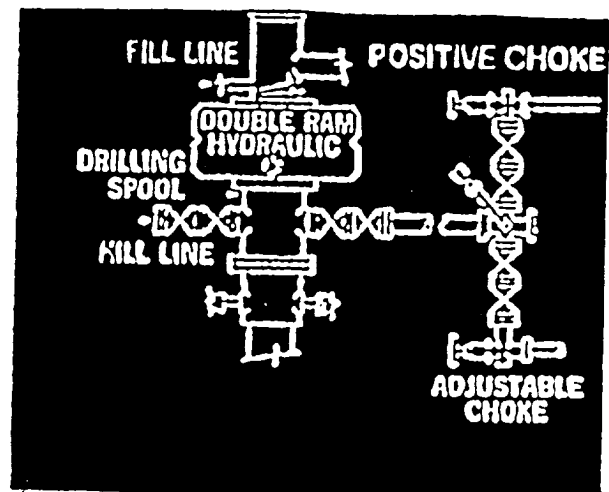 FILL LINE
POSITIVE CHOKE
DOUBLE RAM
HYDRAULIC
DRILLING
SPOOL
KILL LINE
ADJUSTABLE
CHOKE